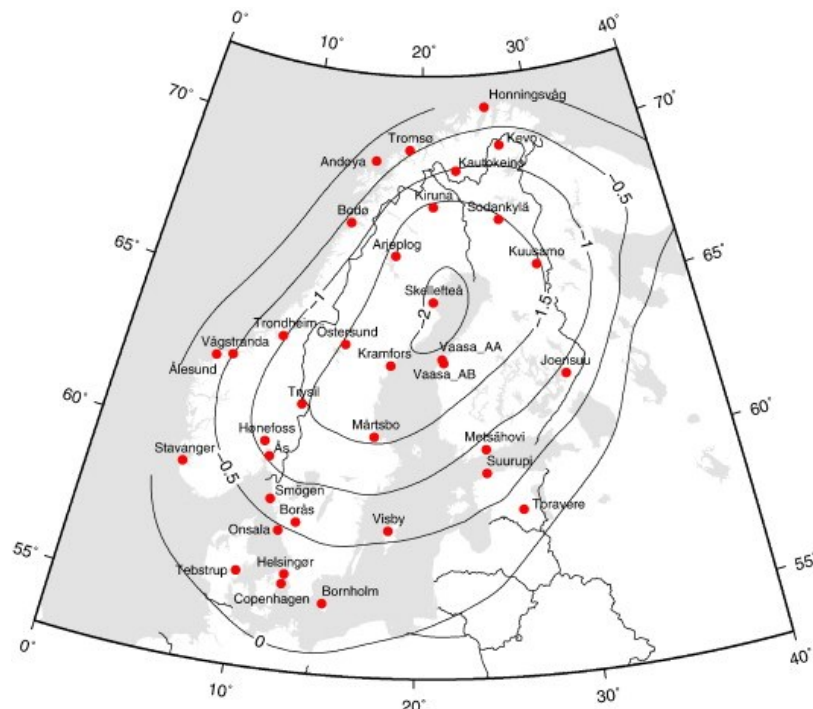 0°
10°
20°
30°
40°
70°
70°
Honningsvåg
Tromsø
Kevo
Andøya
Kautokeino
−0.5
Kiruna
Bodø
Sodankylä
65°
Arjeplog
−1
Kuusamo
65°
Skellefteå
−1
−1.5
−2
Trondheim
Vågstranda
Östersund
Vaasa_AA
Kramfors
Joensuu
Ålesund
Vaasa_AB
Trysil
60°
60°
Mårtsbo
Hønefoss
Metsähovi
Stavanger
Ås
Suurupi
−0.5
Smögen
Toravere
Borås
Visby
Onsala
55°
55°
Tebstrup
Helsingør
Copenhagen
Bornholm
0
0°
40°
10°
20°
30°